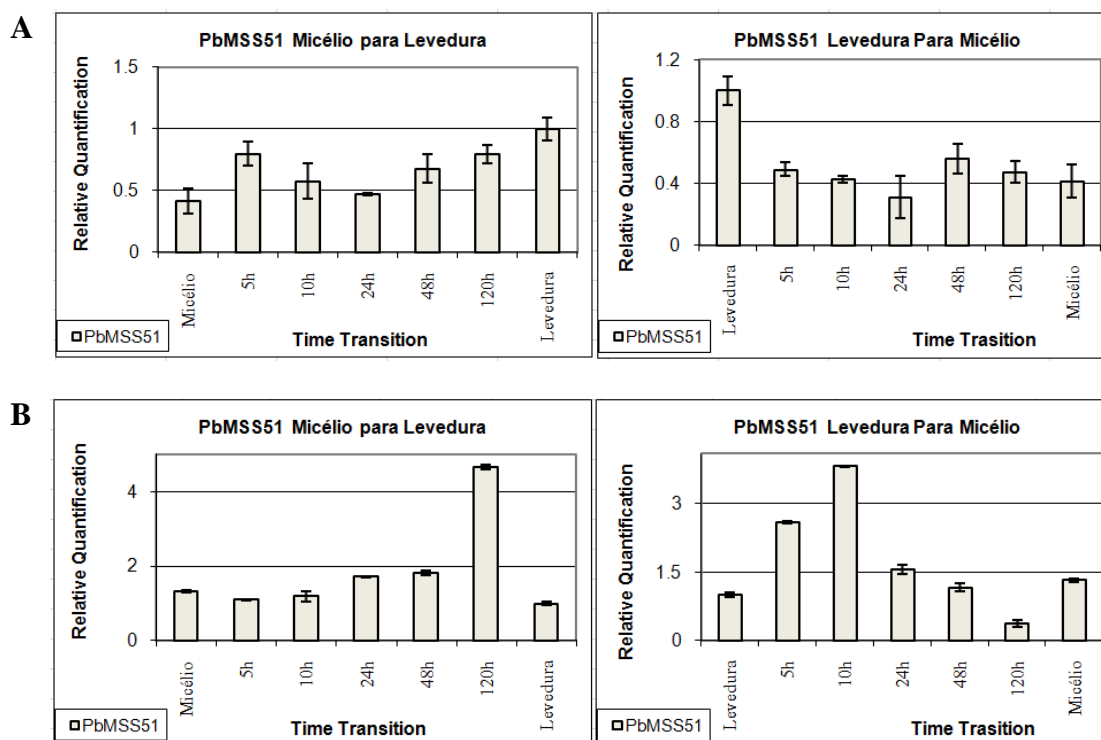 A
PbMSS51 Micélio para Levedura
Relative Quantification
1.5
1
0.5
0
Micélio
5h
10h
24h
48h
120h
Levedura
Time Transition
PbMSS51
PbMSS51 Levedura Para Micélio
Relative Quantification
1.2
0.8
0.4
0
Levedura
5h
10h
24h
48h
120h
Micélio
Time Trasition
PbMSS51
B
PbMSS51 Micélio para Levedura
Relative Quantification
4
2
0
Micélio
5h
10h
24h
48h
120h
Levedura
Time Transition
PbMSS51
PbMSS51 Levedura Para Micélio
Relative Quantification
3
1.5
0
Levedura
5h
10h
24h
48h
120h
Micélio
Time Trasition
PbMSS51